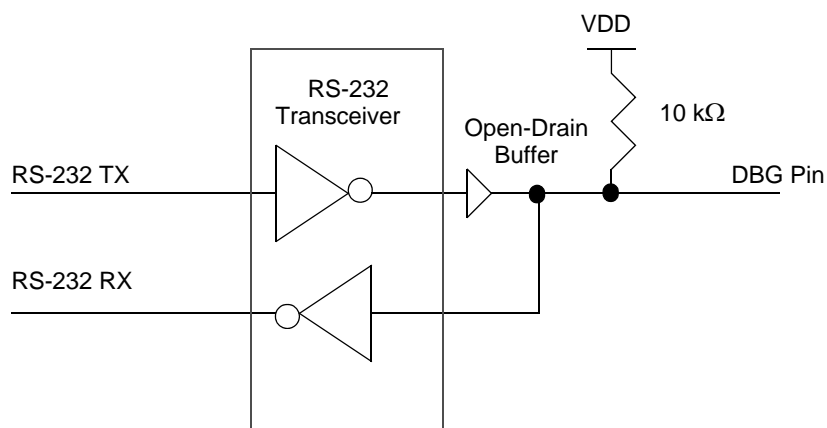 VDD
RS-232
Transceiver
10 kΩ
Open-Drain
Buffer
RS-232 TX
DBG Pin
RS-232 RX